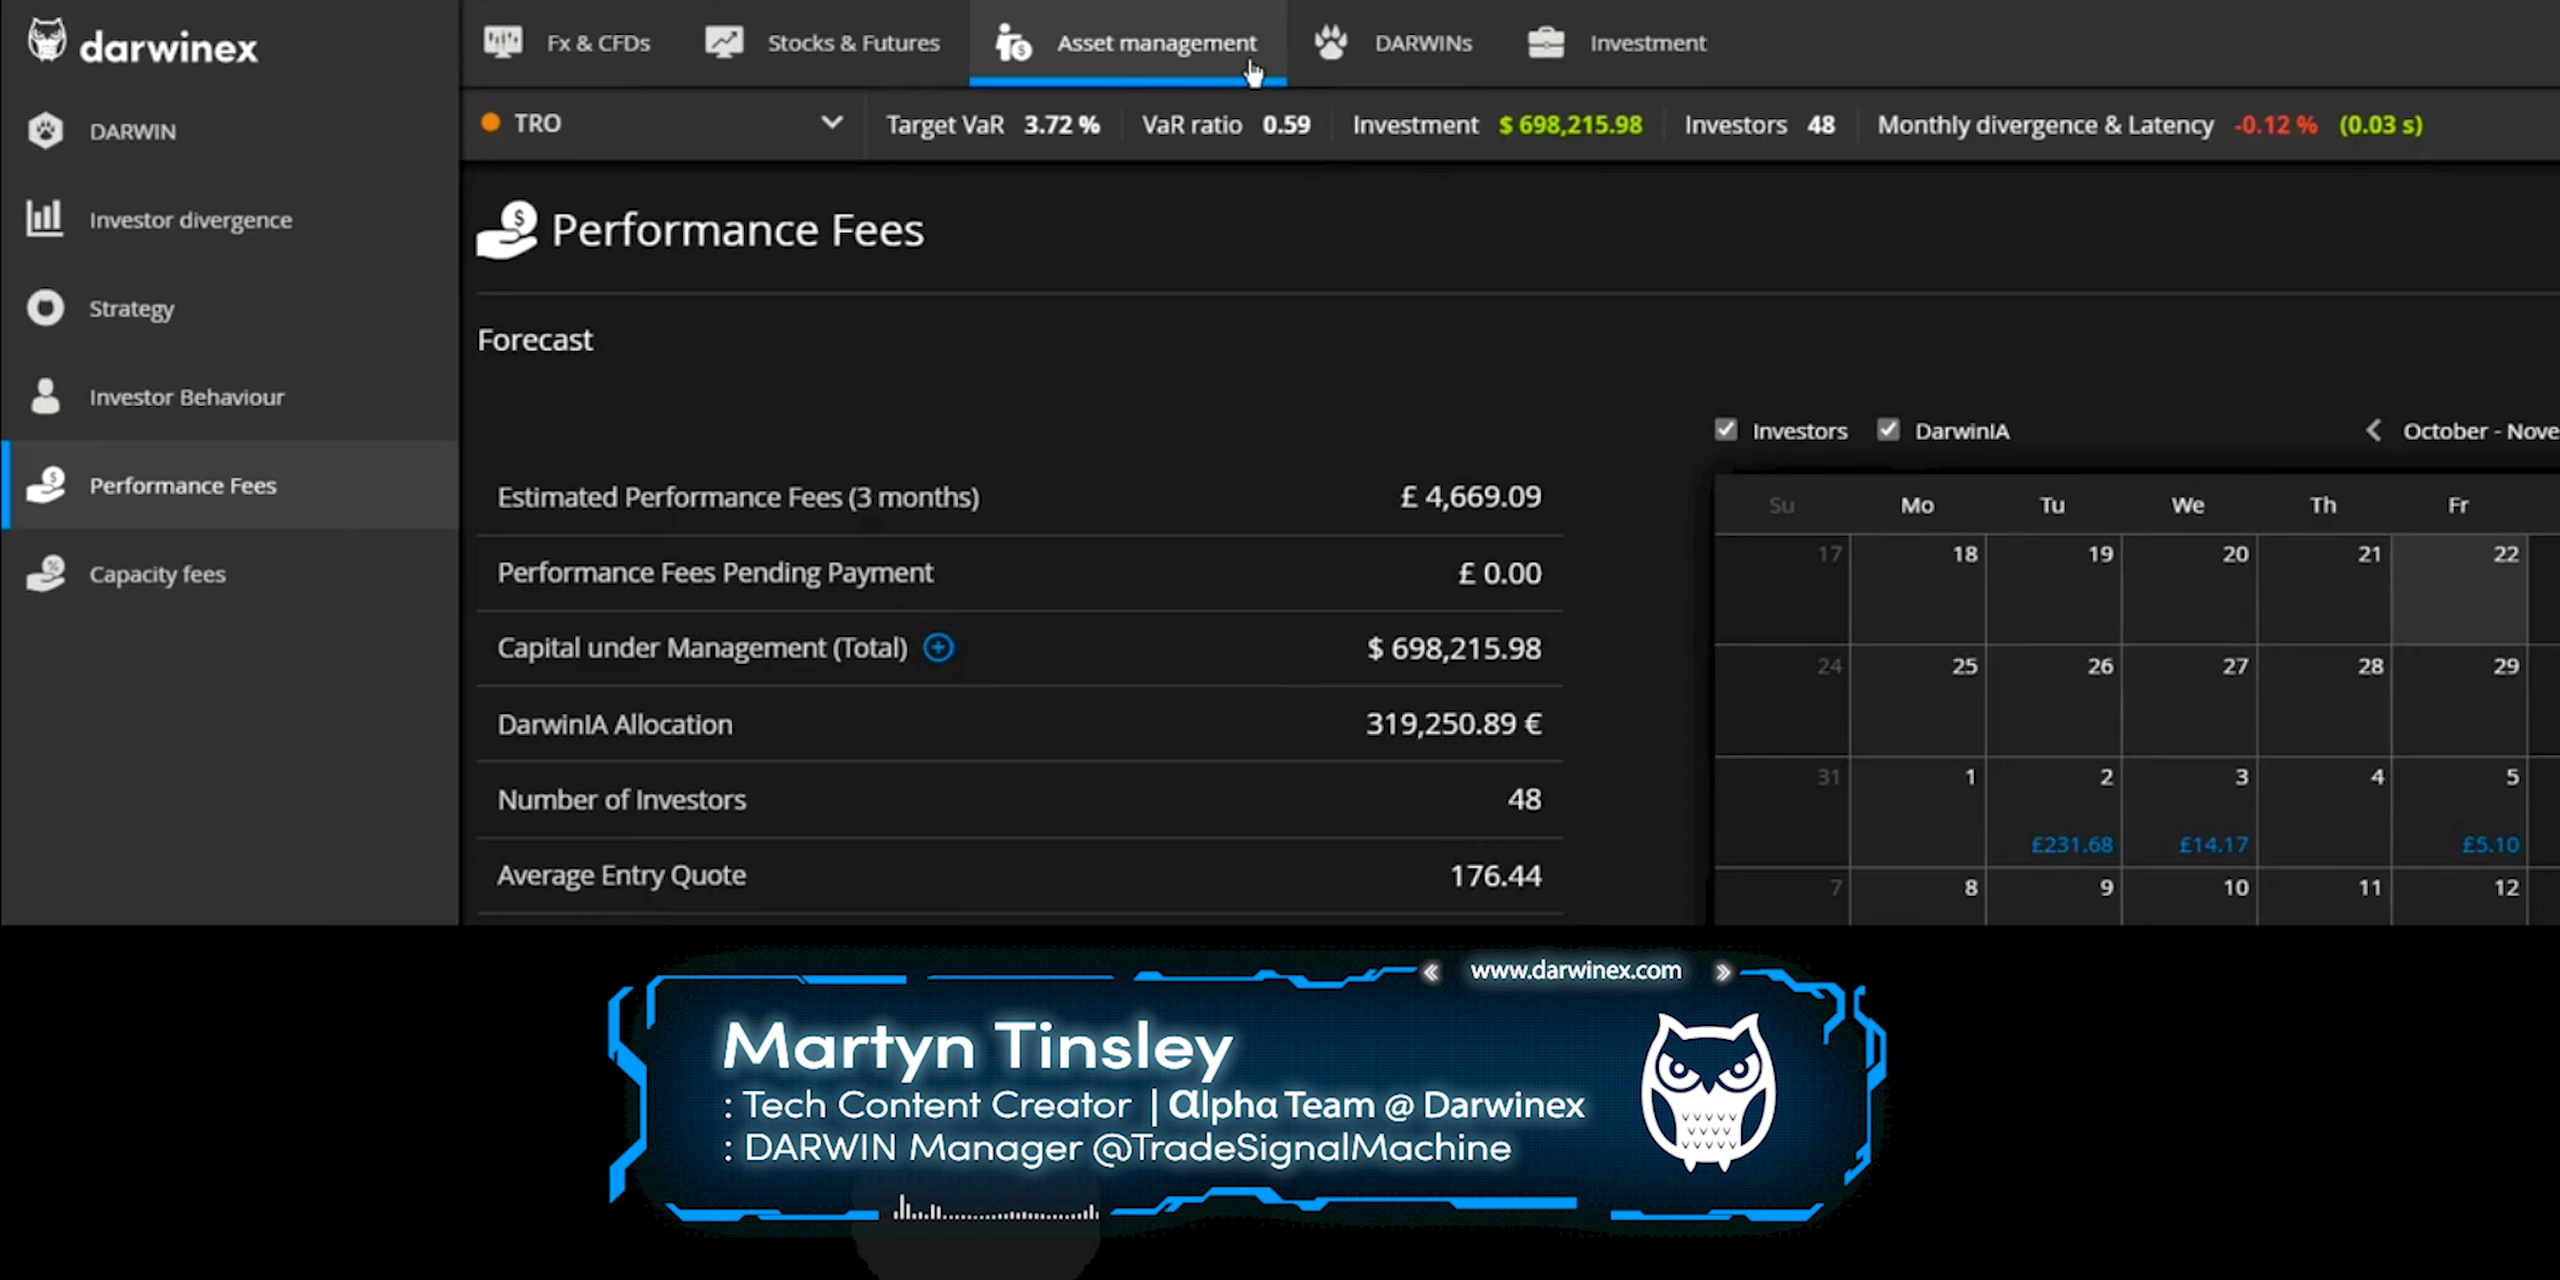 darwinex
Fx & CFDs
Stocks & Futures
Asset management
DARWINs
Investment
DARWIN
Investor divergence
Strategy
Investor Behaviour
Performance Fees
Capacity fees
TRO
Target VaR 3.72 %
VaR ratio 0.59
Investment $ 698,215.98
Investors 48
Monthly divergence & Latency -0.12 % (0.03 s)
Performance Fees
Forecast
Estimated Performance Fees (3 months) £ 4,669.09
Performance Fees Pending Payment £ 0.00
Capital under Management (Total) $ 698,215.98
DarwinIA Allocation 319,250.89 €
Number of Investors 48
Average Entry Quote 176.44
Investors DarwinIA
October - Nove
Su Mo Tu We Th Fr
17 18 19 20 21 22
24 25 26 27 28 29
31 1 2 3 4 5
£231.68 £14.17 £5.10
7 8 9 10 11 12
« www.darwinex.com »
Martyn Tinsley
: Tech Content Creator | αlpha Team @ Darwinex
: DARWIN Manager @TradeSignalMachine